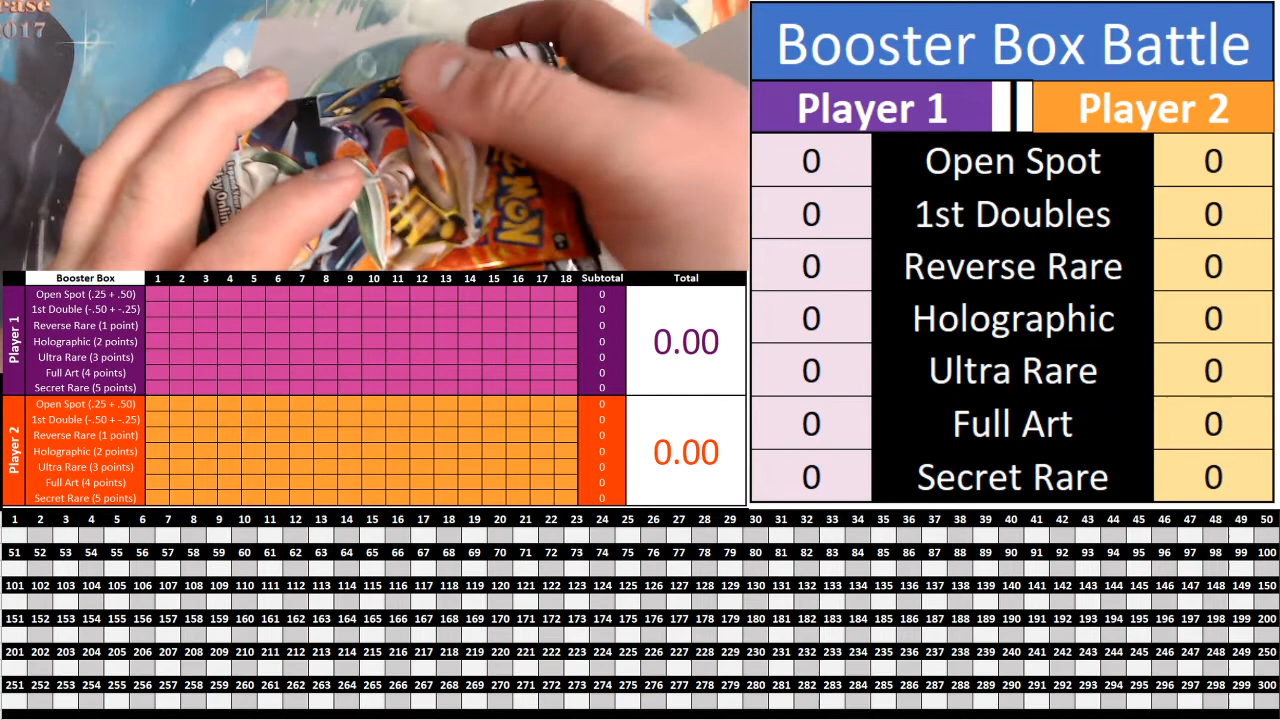 rase
2017
Play Online
Booster Box Battle
Player 1 Player 2
0 Open Spot 0
0 1st Doubles 0
0 Reverse Rare 0
0 Holographic 0
0 Ultra Rare 0
0 Full Art 0
0 Secret Rare 0
Booster Box 1 2 3 4 5 6 7 8 9 10 11 12 13 14 15 16 17 18 Subtotal Total
Player 1
Open Spot (.25 + .50) 0
1st Double (-.50 + -.25) 0
Reverse Rare (1 point) 0
Holographic (2 points) 0
Ultra Rare (3 points) 0
Full Art (4 points) 0
Secret Rare (5 points) 0
0.00
Player 2
Open Spot (.25 + .50) 0
1st Double (-.50 + -.25) 0
Reverse Rare (1 point) 0
Holographic (2 points) 0
Ultra Rare (3 points) 0
Full Art (4 points) 0
Secret Rare (5 points) 0
0.00
1 2 3 4 5 6 7 8 9 10 11 12 13 14 15 16 17 18 19 20 21 22 23 24 25 26 27 28 29 30 31 32 33 34 35 36 37 38 39 40 41 42 43 44 45 46 47 48 49 50
51 52 53 54 55 56 57 58 59 60 61 62 63 64 65 66 67 68 69 70 71 72 73 74 75 76 77 78 79 80 81 82 83 84 85 86 87 88 89 90 91 92 93 94 95 96 97 98 99 100
101 102 103 104 105 106 107 108 109 110 111 112 113 114 115 116 117 118 119 120 121 122 123 124 125 126 127 128 129 130 131 132 133 134 135 136 137 138 139 140 141 142 143 144 145 146 147 148 149 150
151 152 153 154 155 156 157 158 159 160 161 162 163 164 165 166 167 168 169 170 171 172 173 174 175 176 177 178 179 180 181 182 183 184 185 186 187 188 189 190 191 192 193 194 195 196 197 198 199 200
201 202 203 204 205 206 207 208 209 210 211 212 213 214 215 216 217 218 219 220 221 222 223 224 225 226 227 228 229 230 231 232 233 234 235 236 237 238 239 240 241 242 243 244 245 246 247 248 249 250
251 252 253 254 255 256 257 258 259 260 261 262 263 264 265 266 267 268 269 270 271 272 273 274 275 276 277 278 279 280 281 282 283 284 285 286 287 288 289 290 291 292 293 294 295 296 297 298 299 300